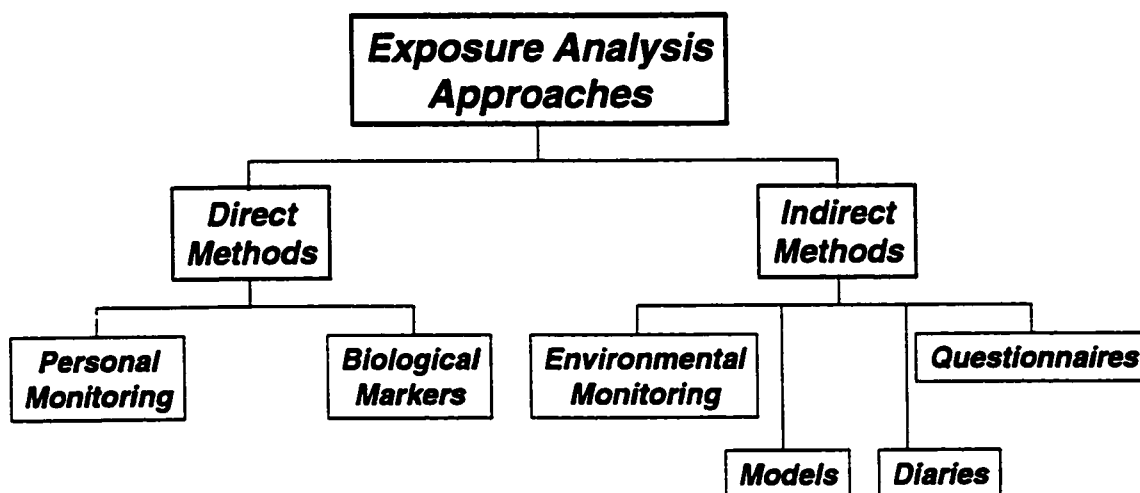 Exposure Analysis
Approaches
Direct
Methods
Indirect
Methods
Personal
Monitoring
Biological
Markers
Environmental
Monitoring
Questionnaires
Models
Diaries